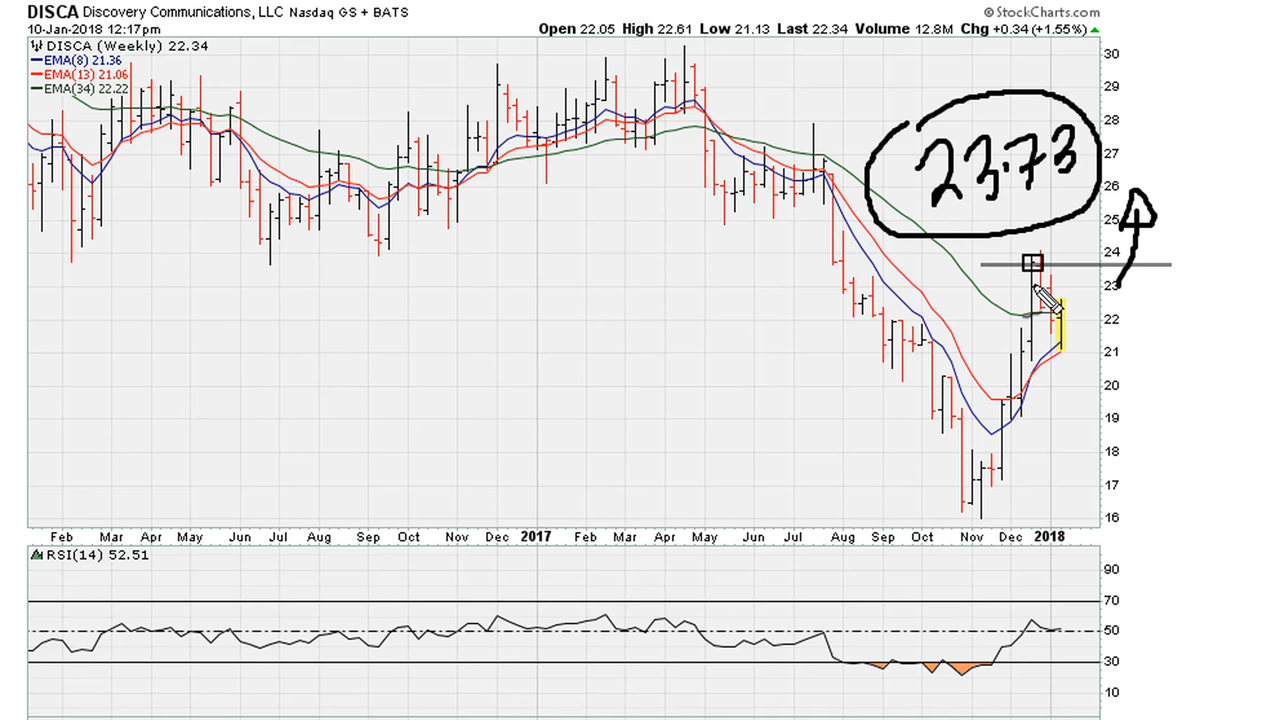 DISCA Discovery Communications, LLC Nasdaq GS + BATS
© StockCharts.com
10-Jan-2018 12:17pm
Open 22.05 High 22.61 Low 21.13 Last 22.34 Volume 12.8M Chg +0.34 (+1.55%)
DISCA (Weekly) 22.34
EMA(8) 21.36
EMA(13) 21.06
EMA(34) 22.22
23.73
30
29
28
27
26
25
24
23
22
21
20
19
18
17
16
Feb Mar Apr May Jun Jul Aug Sep Oct Nov Dec 2017 Feb Mar Apr May Jun Jul Aug Sep Oct Nov Dec 2018
RSI(14) 52.51
90
70
50
30
10